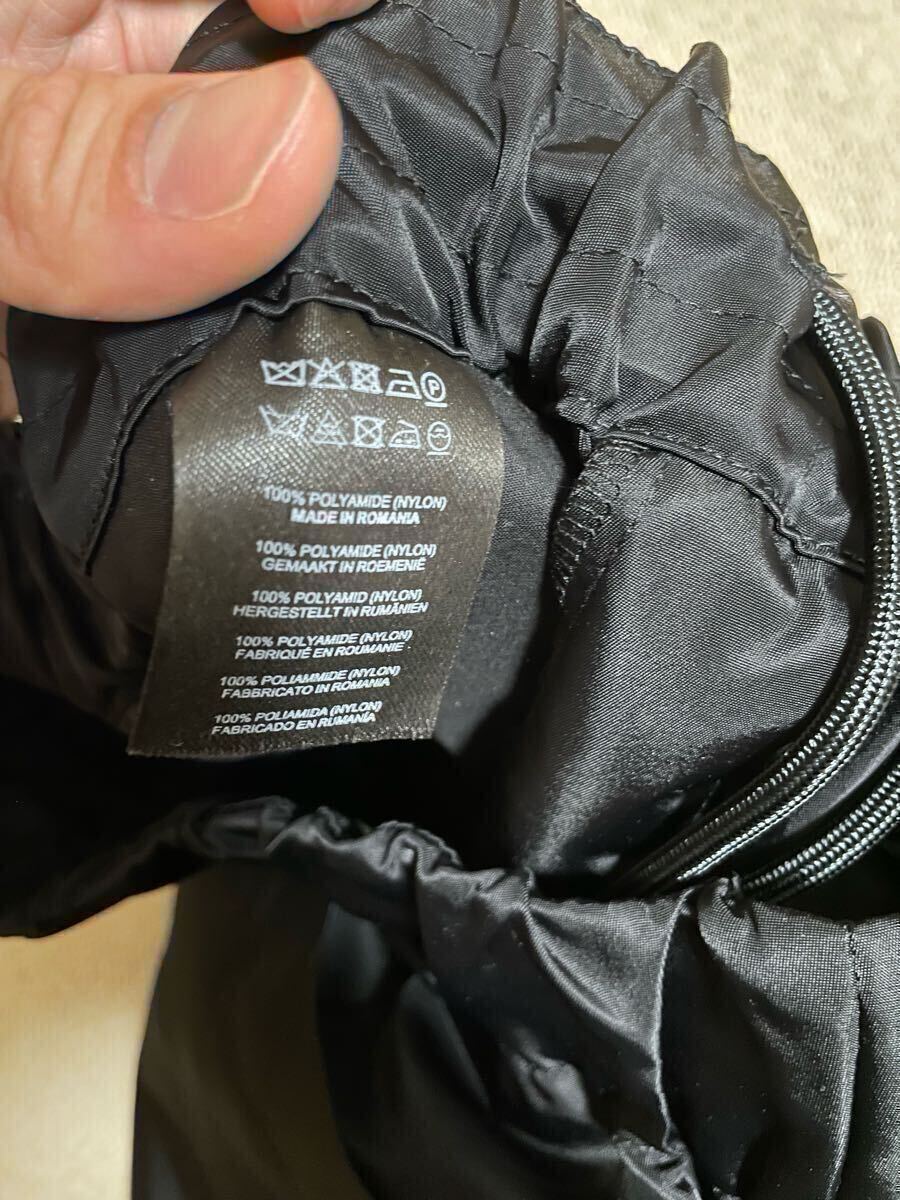 P
100% POLYAMIDE (NYLON)
MADE IN ROMANIA
100% POLYAMIDE (NYLON)
GEMAAKT IN ROEMENIË
100% POLYAMID (NYLON)
HERGESTELLT IN RUMÄNIEN
100% POLYAMIDE (NYLON)
FABRIQUÉ EN ROUMANIE
100% POLIAMMIDE (NYLON)
FABBRICATO IN ROMANIA
100% POLIAMIDA (NYLON)
FABRICADO EN RUMANIA